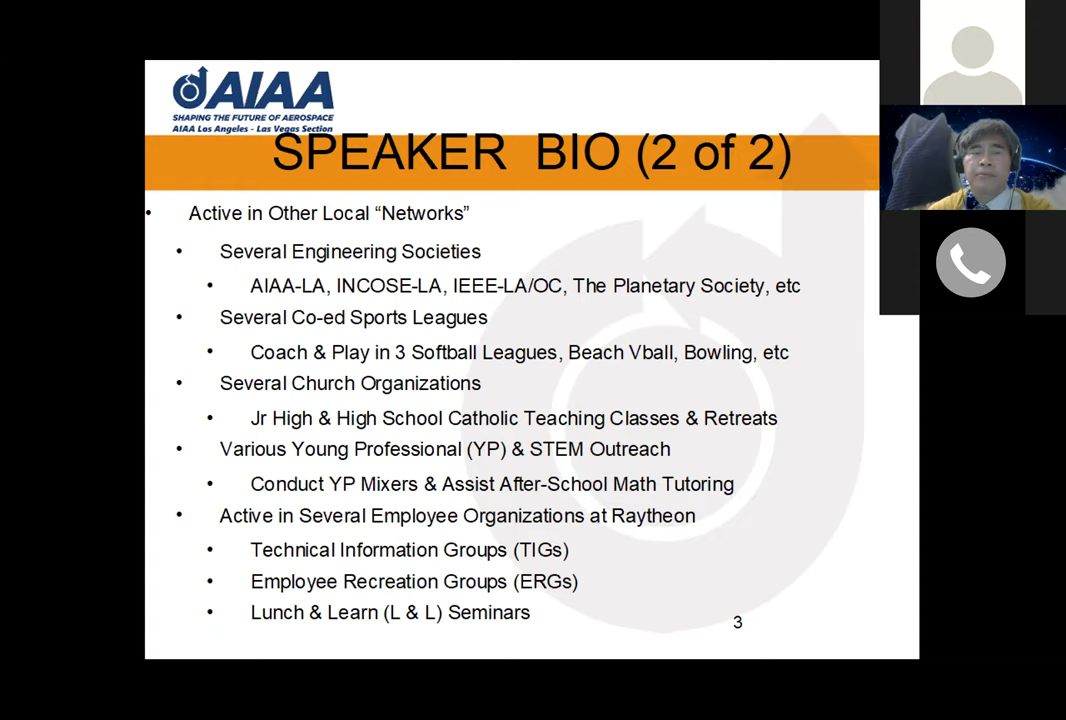 AIAA
SHAPING THE FUTURE OF AEROSPACE
AIAA Los Angeles - Las Vegas Section
SPEAKER BIO (2 of 2)
• Active in Other Local “Networks”
• Several Engineering Societies
• AIAA-LA, INCOSE-LA, IEEE-LA/OC, The Planetary Society, etc
• Several Co-ed Sports Leagues
• Coach & Play in 3 Softball Leagues, Beach Vball, Bowling, etc
• Several Church Organizations
• Jr High & High School Catholic Teaching Classes & Retreats
• Various Young Professional (YP) & STEM Outreach
• Conduct YP Mixers & Assist After-School Math Tutoring
• Active in Several Employee Organizations at Raytheon
• Technical Information Groups (TIGs)
• Employee Recreation Groups (ERGs)
• Lunch & Learn (L & L) Seminars
3